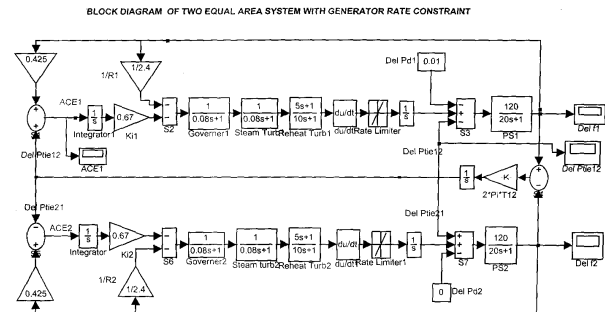 BLOCK DIAGRAM OF TWO EQUAL AREA SYSTEM WITH GENERATOR RATE CONSTRAINT
0.425
1/R1
1/2.4
Del Pd1
0.01
ACE1
+
+
1
s
Integrator1
0.67
Ki1
-
-
S2
1
0.08s+1
Governer1
1
0.08s+1
Steam Turb1
5s+1
10s+1
Reheat Turb1
du/dt
du/dt
Rate Limiter
1
s
-
+
-
S3
120
20s+1
PS1
Del f1
Del Ptie12
ACE1
Del Ptie12
Del Ptie12
1
s
-K-
2*Pi*T12
+
-
Del Ptie21
Del Ptie21
-
+
ACE2
1
s
Integrator
0.67
Ki2
-
-
S6
1
0.08s+1
Governer2
1
0.08s+1
Steam turb2
5s+1
10s+1
Reheat Turb2
du/dt
du/dt
Rate Limiter1
1
s
+
+
-
S7
120
20s+1
PS2
Del f2
0.425
1/R2
1/2.4
0
Del Pd2